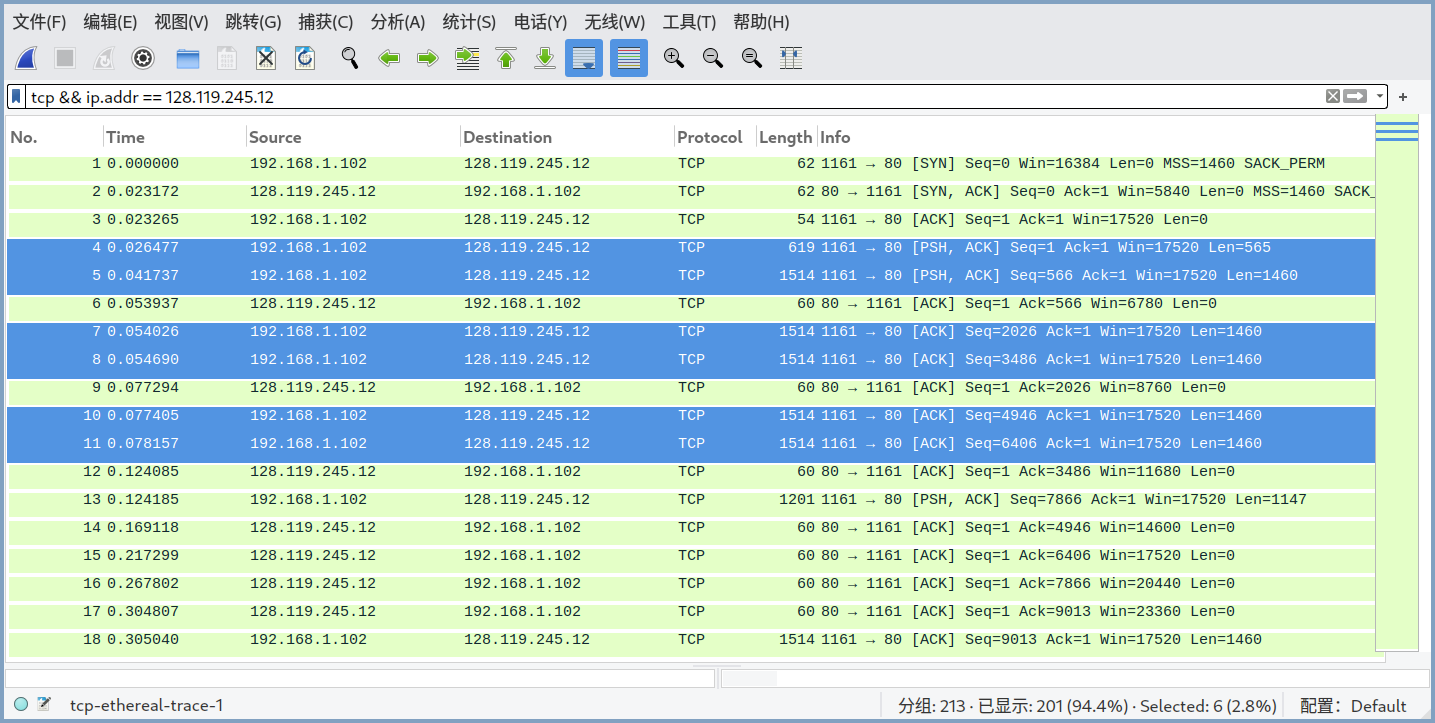 文件(F) 编辑(E) 视图(V) 跳转(G) 捕获(C) 分析(A) 统计(S) 电话(Y) 无线(W) 工具(T) 帮助(H)
tcp && ip.addr == 128.119.245.12
No. Time Source Destination Protocol Length Info
1 0.000000 192.168.1.102 128.119.245.12 TCP 62 1161 → 80 [SYN] Seq=0 Win=16384 Len=0 MSS=1460 SACK_PERM
2 0.023172 128.119.245.12 192.168.1.102 TCP 62 80 → 1161 [SYN, ACK] Seq=0 Ack=1 Win=5840 Len=0 MSS=1460 SACK_
3 0.023265 192.168.1.102 128.119.245.12 TCP 54 1161 → 80 [ACK] Seq=1 Ack=1 Win=17520 Len=0
4 0.026477 192.168.1.102 128.119.245.12 TCP 619 1161 → 80 [PSH, ACK] Seq=1 Ack=1 Win=17520 Len=565
5 0.041737 192.168.1.102 128.119.245.12 TCP 1514 1161 → 80 [PSH, ACK] Seq=566 Ack=1 Win=17520 Len=1460
6 0.053937 128.119.245.12 192.168.1.102 TCP 60 80 → 1161 [ACK] Seq=1 Ack=566 Win=6780 Len=0
7 0.054026 192.168.1.102 128.119.245.12 TCP 1514 1161 → 80 [ACK] Seq=2026 Ack=1 Win=17520 Len=1460
8 0.054690 192.168.1.102 128.119.245.12 TCP 1514 1161 → 80 [ACK] Seq=3486 Ack=1 Win=17520 Len=1460
9 0.077294 128.119.245.12 192.168.1.102 TCP 60 80 → 1161 [ACK] Seq=1 Ack=2026 Win=8760 Len=0
10 0.077405 192.168.1.102 128.119.245.12 TCP 1514 1161 → 80 [ACK] Seq=4946 Ack=1 Win=17520 Len=1460
11 0.078157 192.168.1.102 128.119.245.12 TCP 1514 1161 → 80 [ACK] Seq=6406 Ack=1 Win=17520 Len=1460
12 0.124085 128.119.245.12 192.168.1.102 TCP 60 80 → 1161 [ACK] Seq=1 Ack=3486 Win=11680 Len=0
13 0.124185 192.168.1.102 128.119.245.12 TCP 1201 1161 → 80 [PSH, ACK] Seq=7866 Ack=1 Win=17520 Len=1147
14 0.169118 128.119.245.12 192.168.1.102 TCP 60 80 → 1161 [ACK] Seq=1 Ack=4946 Win=14600 Len=0
15 0.217299 128.119.245.12 192.168.1.102 TCP 60 80 → 1161 [ACK] Seq=1 Ack=6406 Win=17520 Len=0
16 0.267802 128.119.245.12 192.168.1.102 TCP 60 80 → 1161 [ACK] Seq=1 Ack=7866 Win=20440 Len=0
17 0.304807 128.119.245.12 192.168.1.102 TCP 60 80 → 1161 [ACK] Seq=1 Ack=9013 Win=23360 Len=0
18 0.305040 192.168.1.102 128.119.245.12 TCP 1514 1161 → 80 [ACK] Seq=9013 Ack=1 Win=17520 Len=1460
tcp-ethereal-trace-1 分组: 213 · 已显示: 201 (94.4%) · Selected: 6 (2.8%) 配置: Default